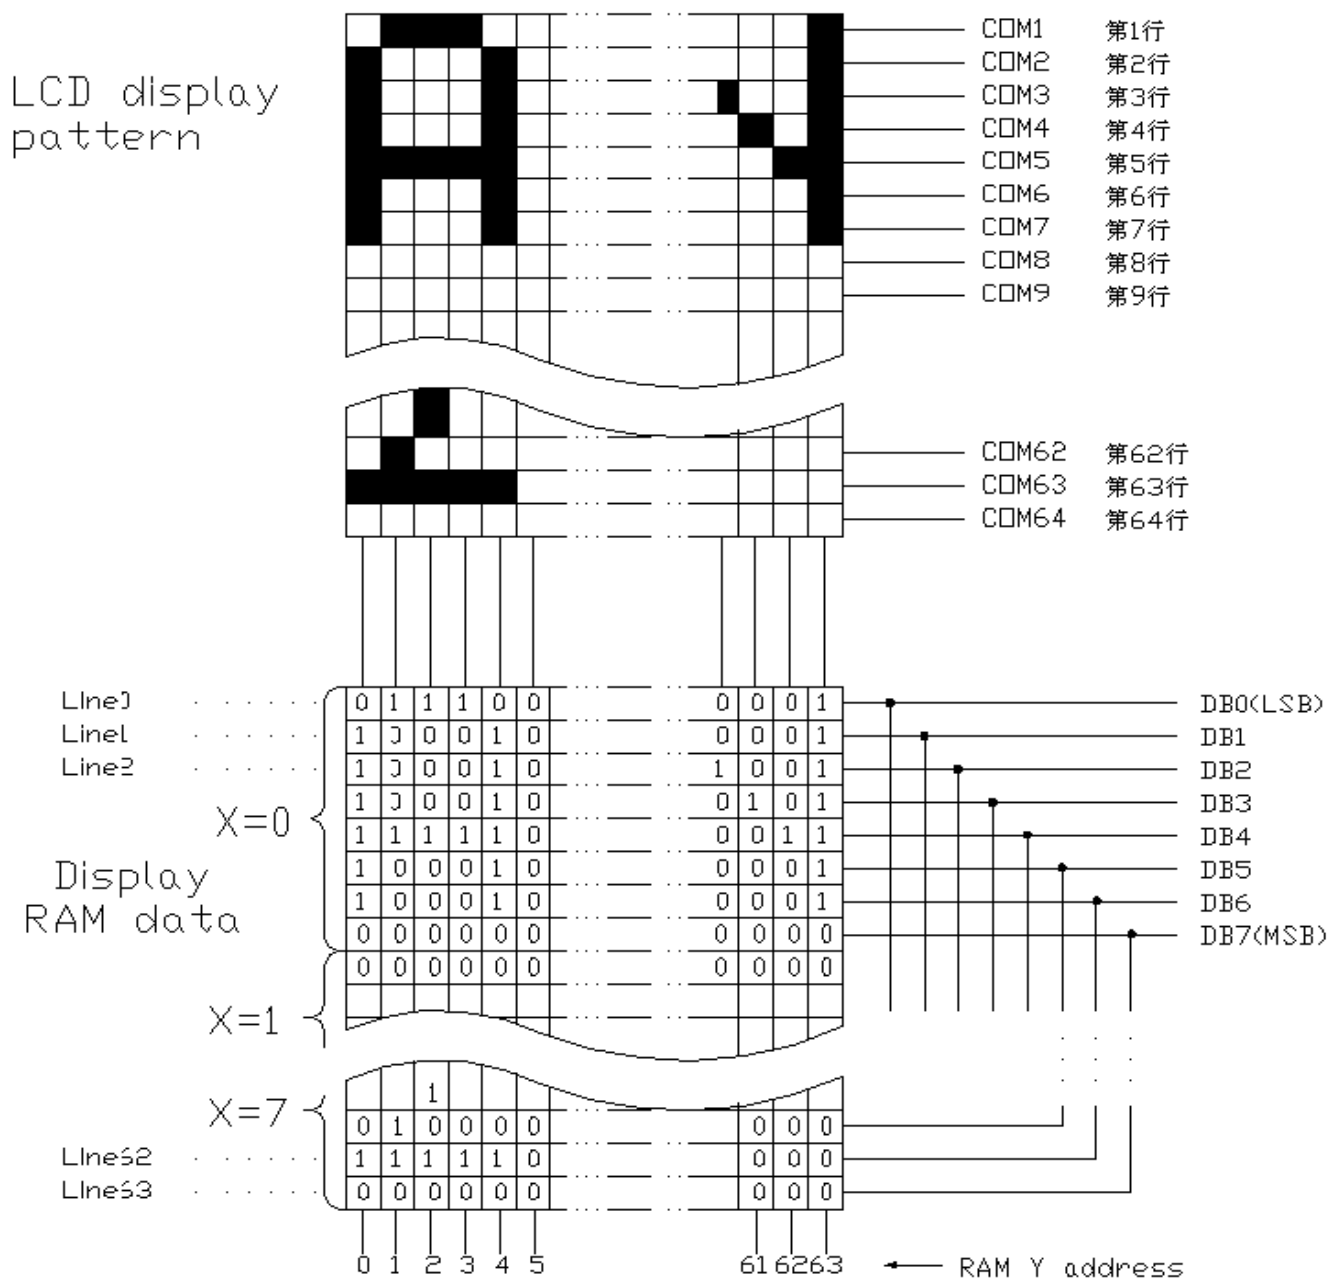 COM1 第1行
COM2 第2行
LCD display
pattern
COM3 第3行
COM4 第4行
COM5 第5行
COM6 第6行
COM7 第7行
COM8 第8行
COM9 第9行
COM62 第62行
COM63 第63行
COM64 第64行
Line0 0 1 1 1 0 0 0 0 0 1 DB0(LSB)
Line1 1 0 0 0 1 0 0 0 0 1 DB1
Line2 1 0 0 0 1 0 1 0 0 1 DB2
1 0 0 0 1 0 0 1 0 1 DB3
X=0
1 1 1 1 1 0 0 0 1 1 DB4
1 0 0 0 1 0 0 0 0 1 DB5
Display
RAM data
1 0 0 0 1 0 0 0 0 1 DB6
0 0 0 0 0 0 0 0 0 0 DB7(MSB)
0 0 0 0 0 0 0 0 0 0
X=1
1
X=7
0 1 0 0 0 0 0 0 0
Line62 1 1 1 1 1 0 0 0 0
Line63 0 0 0 0 0 0 0 0 0
0 1 2 3 4 5 61 62 63 RAM Y address